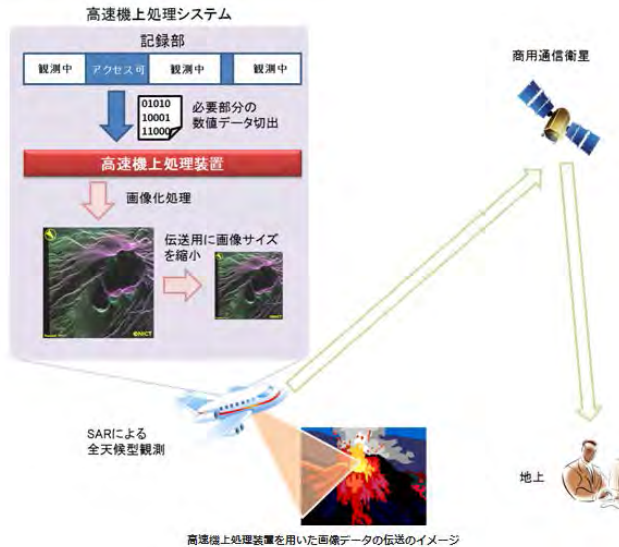 高速機上処理システム
記録部
観測中
アクセス可
観測中
観測中
01010
10001
11000
必要部分の
数値データ切出
高速機上処理装置
画像化処理
伝送用に画像サイズ
を縮小
©NICT
商用通信衛星
SARによる
全天候型観測
地上
高速機上処理装置を用いた画像データの伝送のイメージ